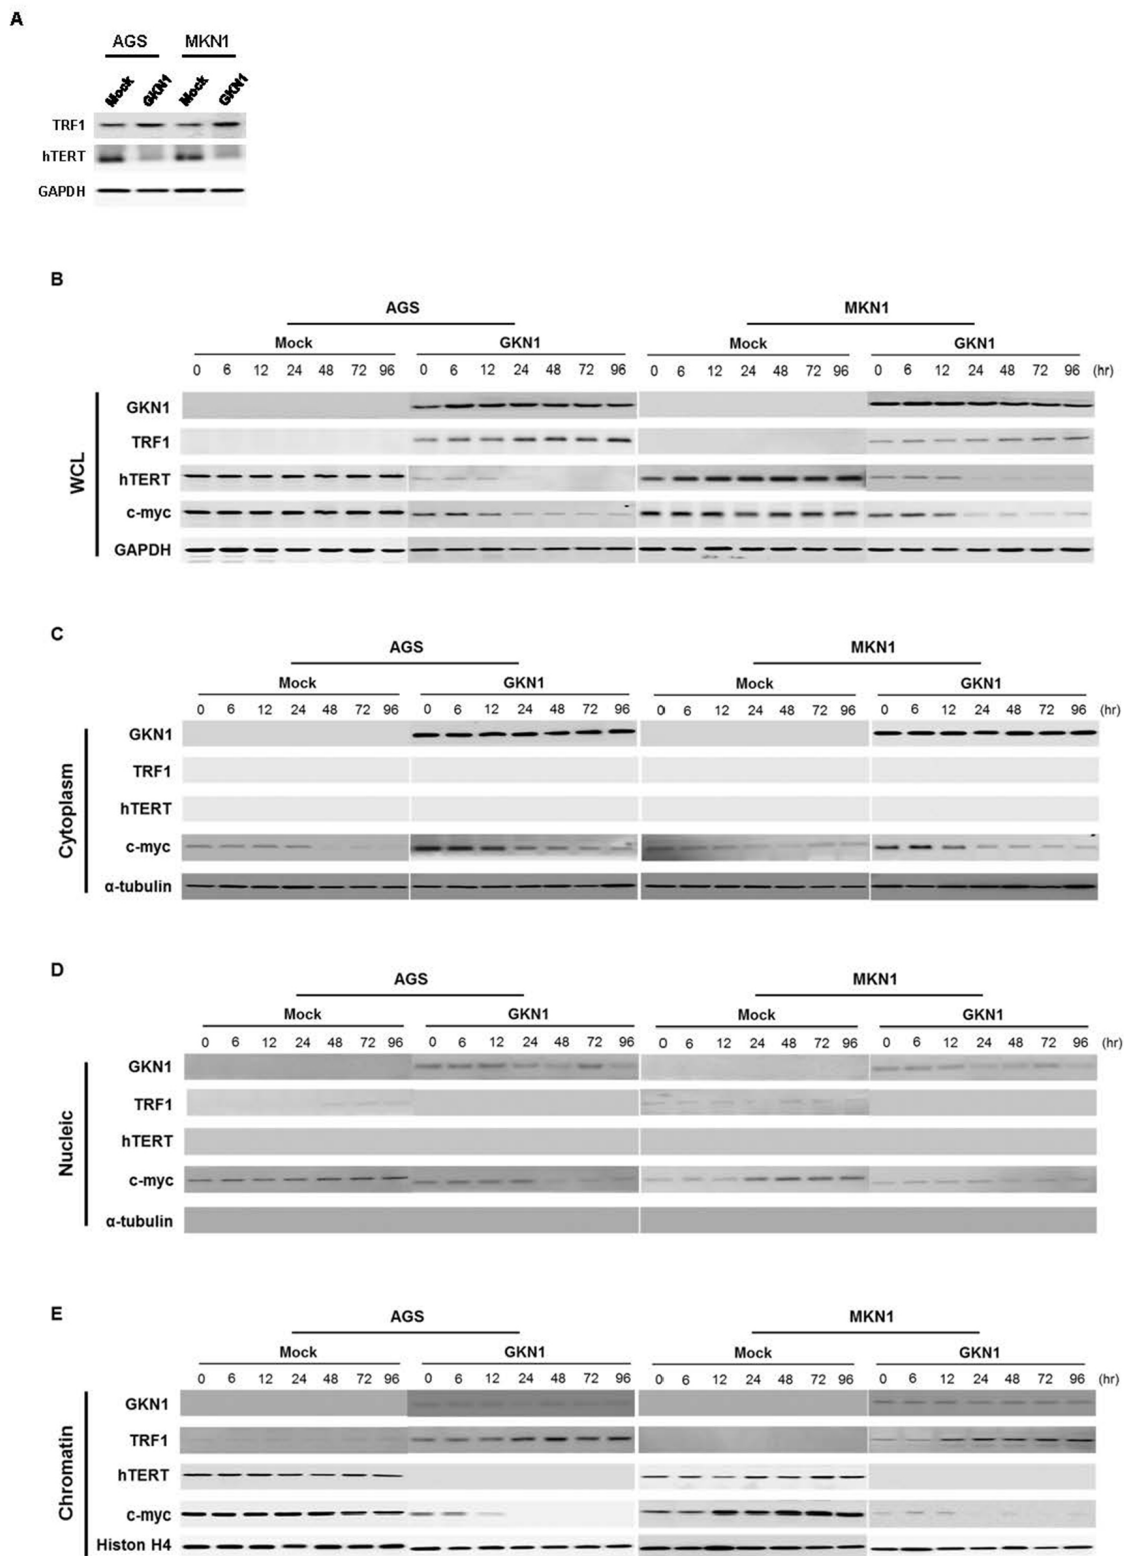 A
AGS MKN1
Mock GKN1 Mock GKN1
TRF1
hTERT
GAPDH
B
AGS MKN1
Mock GKN1 Mock GKN1
0 6 12 24 48 72 96 0 6 12 24 48 72 96 0 6 12 24 48 72 96 0 6 12 24 48 72 96 (hr)
WCL
GKN1
TRF1
hTERT
c-myc
GAPDH
C
AGS MKN1
Mock GKN1 Mock GKN1
0 6 12 24 48 72 96 0 6 12 24 48 72 96 0 6 12 24 48 72 96 0 6 12 24 48 72 96 (hr)
Cytoplasm
GKN1
TRF1
hTERT
c-myc
α-tubulin
D
AGS MKN1
Mock GKN1 Mock GKN1
0 6 12 24 48 72 96 0 6 12 24 48 72 96 0 6 12 24 48 72 96 0 6 12 24 48 72 96 (hr)
Nucleic
GKN1
TRF1
hTERT
c-myc
α-tubulin
E
AGS MKN1
Mock GKN1 Mock GKN1
0 6 12 24 48 72 96 0 6 12 24 48 72 96 0 6 12 24 48 72 96 0 6 12 24 48 72 96 (hr)
Chromatin
GKN1
TRF1
hTERT
c-myc
Histon H4